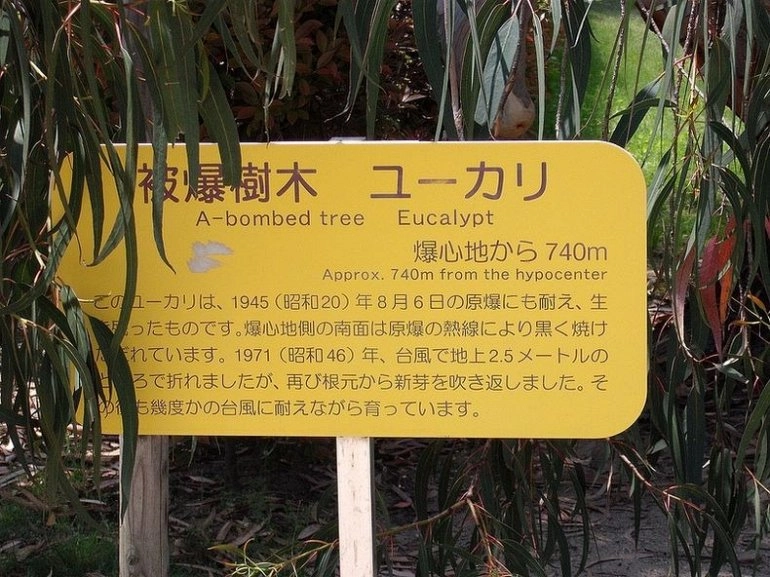 被爆樹木　ユーカリ
A-bombed tree Eucalypt
爆心地から 740m
Approx. 740m from the hypocenter
このユーカリは、1945（昭和20）年8月6日の原爆にも耐え、生
ったものです。爆心地側の南面は原爆の熱線により黒く焼け
だれています。1971（昭和46）年、台風で地上2.5メートルの
ころで折れましたが、再び根元から新芽を吹き返しました。そ
の後も幾度かの台風に耐えながら育っています。